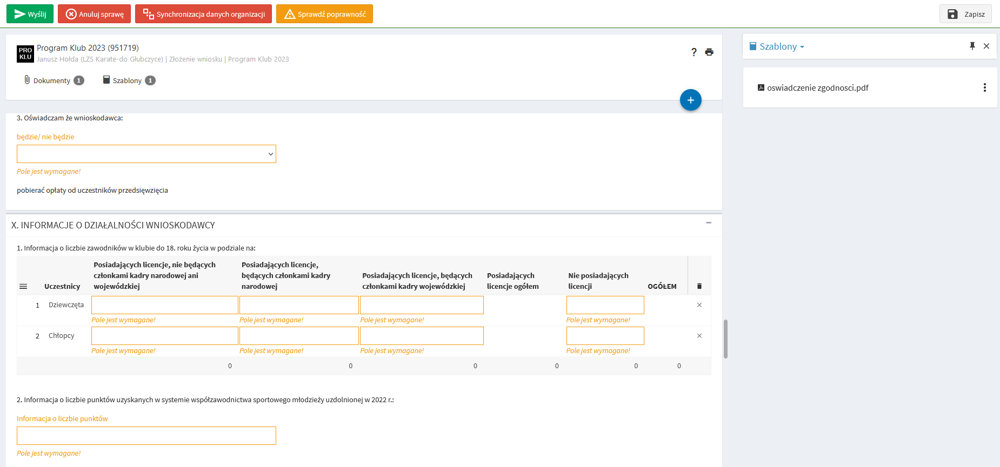 Wyślij
Anuluj sprawę
Synchronizacja danych organizacji
Sprawdź poprawność
Zapisz
PRO
KLU
Program Klub 2023 (951719)
Janusz Hołda (LZS Karate-do Głubczyce) | Złożenie wniosku | Program Klub 2023
?
Dokumenty 1
Szablony 1
+
Szablony
oswiadczenie zgodnosci.pdf
3. Oświadczam że wnioskodawca:
będzie/ nie będzie
Pole jest wymagane!
pobierać opłaty od uczestników przedsięwzięcia
X. INFORMACJE O DZIAŁALNOŚCI WNIOSKODAWCY
1. Informacja o liczbie zawodników w klubie do 18. roku życia w podziale na:
Uczestnicy
Posiadających licencje, nie będących
członkami kadry narodowej ani
wojewódzkiej
Posiadających licencje,
będących członkami kadry
narodowej
Posiadających licencje, będących
członkami kadry wojewódzkiej
Posiadających
licencje ogółem
Nie posiadających
licencji
OGÓŁEM
1 Dziewczęta
Pole jest wymagane! Pole jest wymagane! Pole jest wymagane! Pole jest wymagane!
2 Chłopcy
Pole jest wymagane! Pole jest wymagane! Pole jest wymagane! Pole jest wymagane!
0 0 0 0 0 0
2. Informacja o liczbie punktów uzyskanych w systemie współzawodnictwa sportowego młodzieży uzdolnionej w 2022 r.:
Informacja o liczbie punktów
Pole jest wymagane!